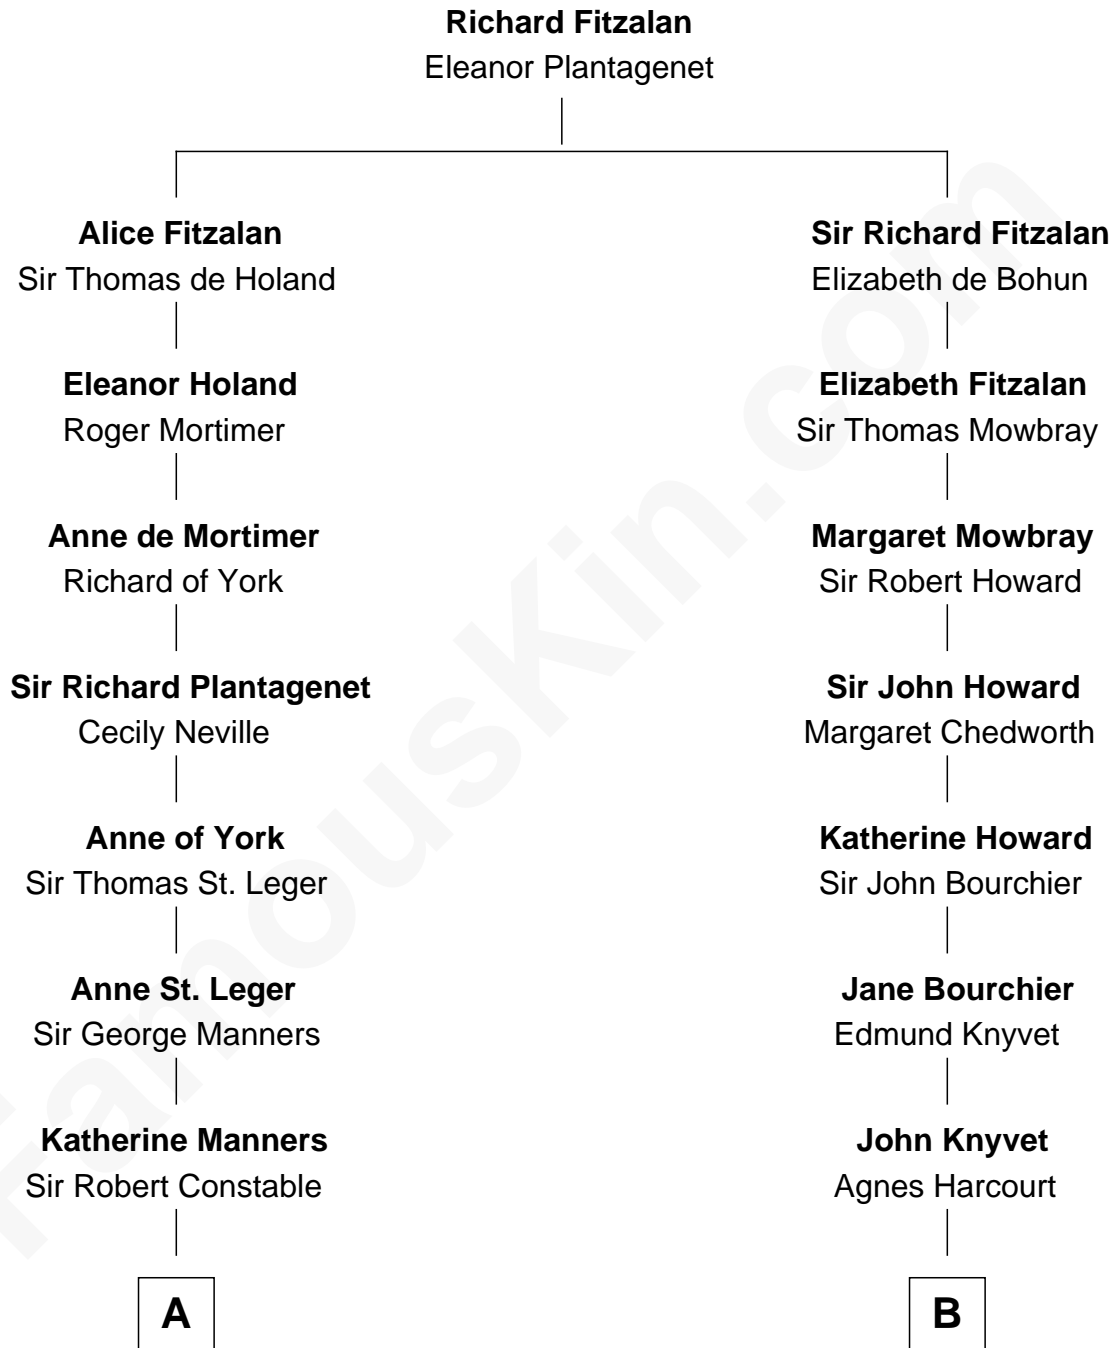 Richard Fitzalan
Eleanor Plantagenet
Alice Fitzalan
Sir Thomas de Holand
Sir Richard Fitzalan
Elizabeth de Bohun
Eleanor Holand
Roger Mortimer
Elizabeth Fitzalan
Sir Thomas Mowbray
Anne de Mortimer
Richard of York
Margaret Mowbray
Sir Robert Howard
Sir Richard Plantagenet
Cecily Neville
Sir John Howard
Margaret Chedworth
Anne of York
Sir Thomas St. Leger
Katherine Howard
Sir John Bourchier
Anne St. Leger
Sir George Manners
Jane Bourchier
Edmund Knyvet
Katherine Manners
Sir Robert Constable
John Knyvet
Agnes Harcourt
A
B
FamousKin.com